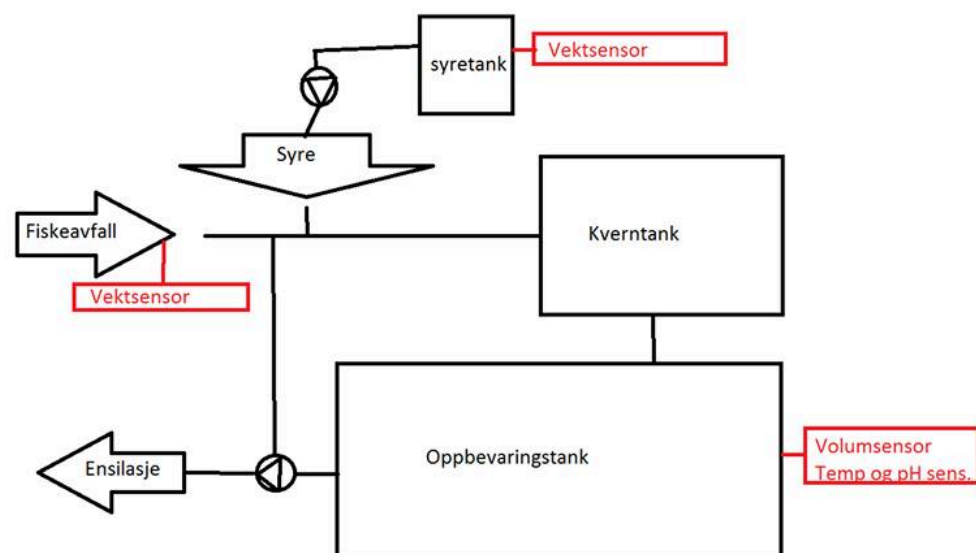 syretank
Vektsensor
Syre
Fiskeavfall
Kverntank
Vektsensor
Oppbevaringstank
Volumsensor
Temp og pH sens.
Ensilasje